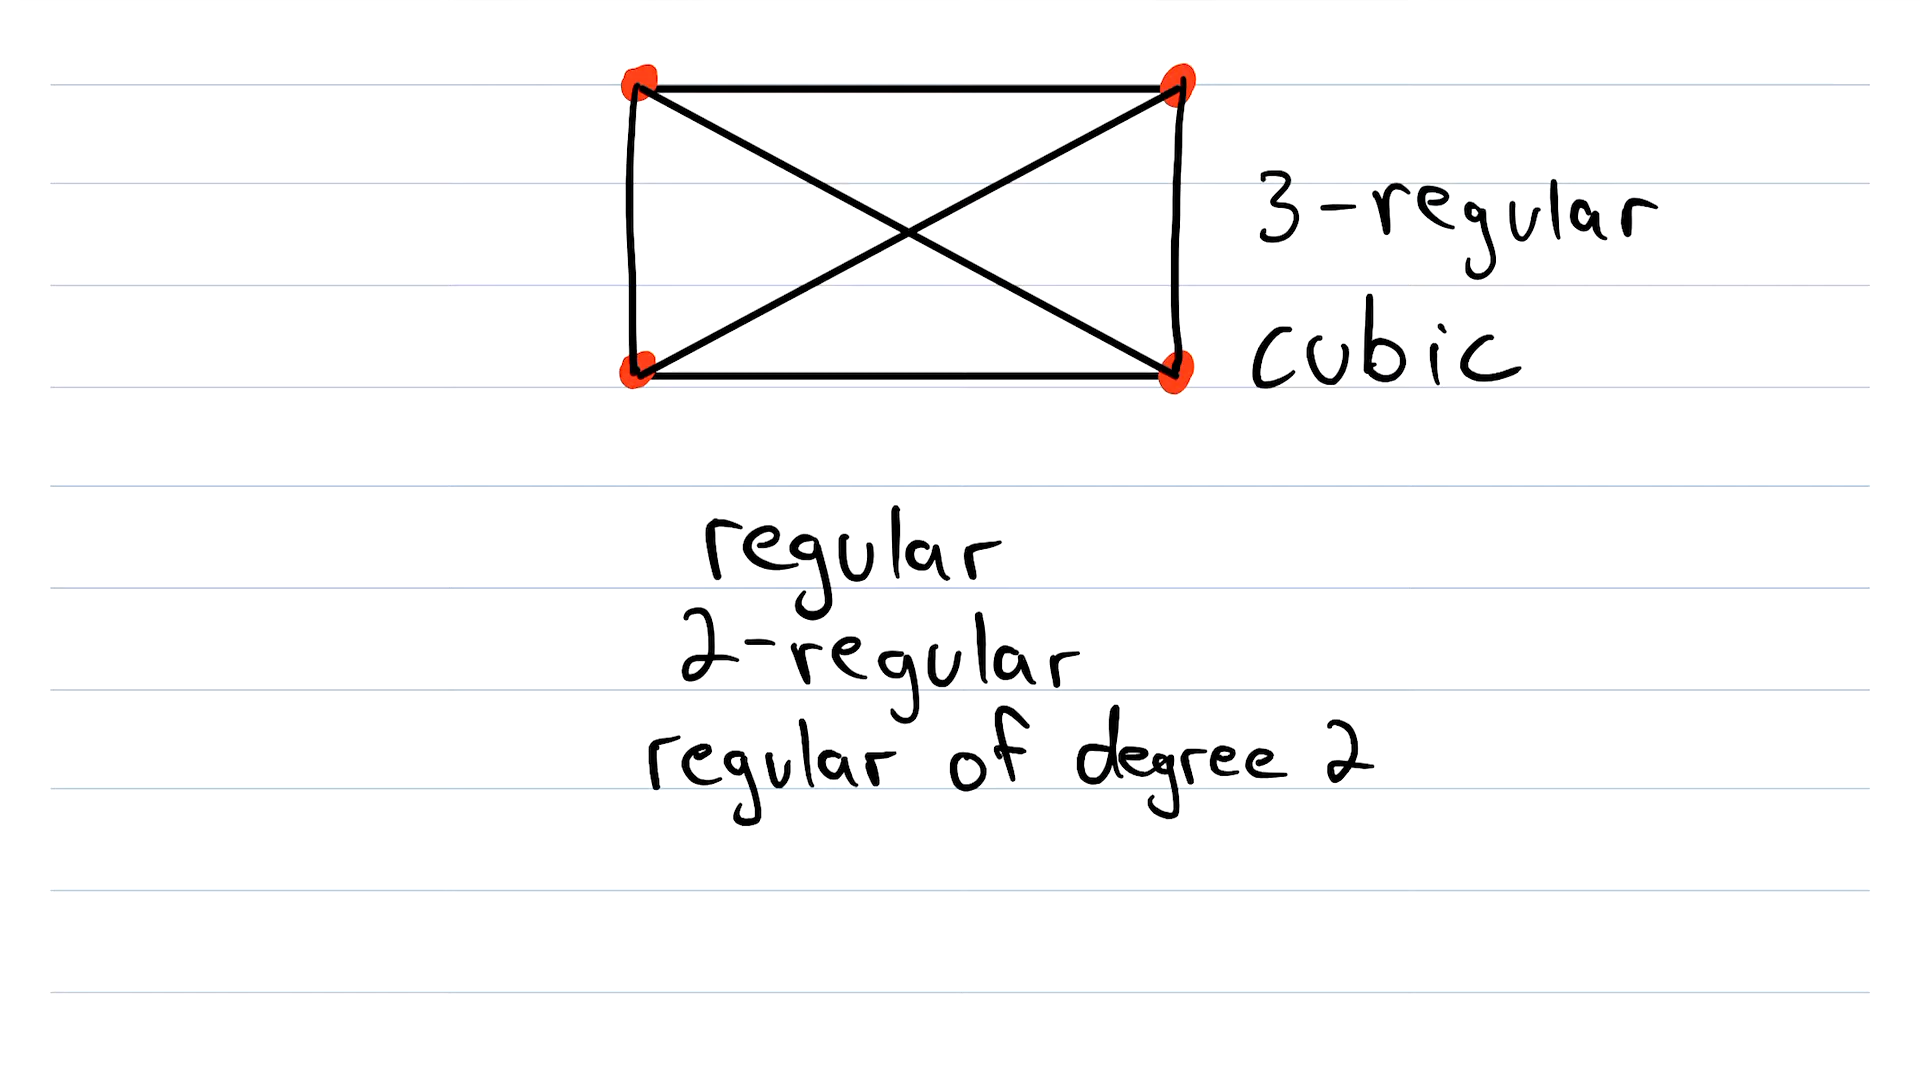 3-regular
cubic
regular
2-regular
regular of degree 2